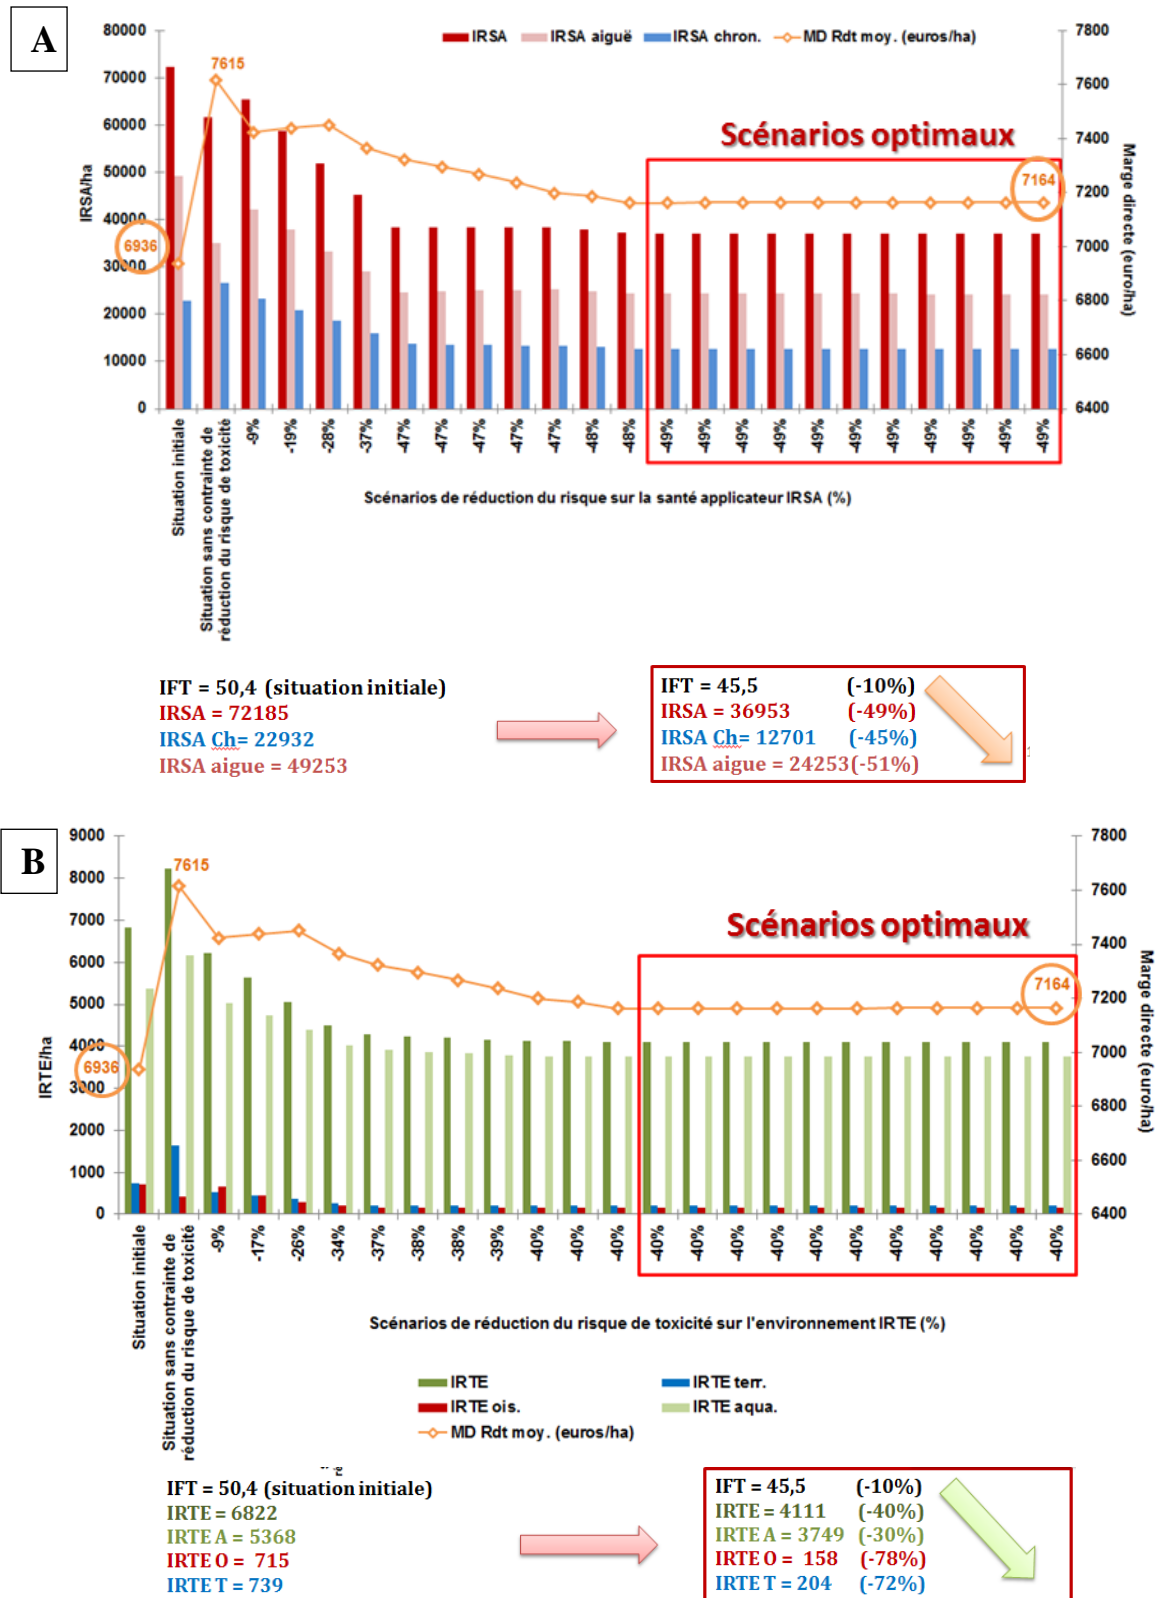 A
IRSA IRSA aiguë IRSA chron. MD Rdt moy. (euros/ha)
80000
70000
60000
50000
40000
30000
20000
10000
0
IRSA/ha
7800
7600
7400
7200
7000
6800
6600
6400
Marge directe (euro/ha)
7615
6936
Scénarios optimaux
7164
Situation initiale
Situation sans contrainte de
réduction du risque de toxicité
-9%
-19%
-28%
-37%
-47%
-47%
-47%
-47%
-47%
-48%
-48%
-49%
-49%
-49%
-49%
-49%
-49%
-49%
-49%
-49%
-49%
-49%
Scénarios de réduction du risque sur la santé applicateur IRSA (%)
IFT = 50,4 (situation initiale)
IRSA = 72185
IRSA Ch= 22932
IRSA aigue = 49253
IFT = 45,5 (-10%)
IRSA = 36953 (-49%)
IRSA Ch= 12701 (-45%)
IRSA aigue = 24253(-51%)
B
9000
8000
7000
6000
5000
4000
3000
2000
1000
0
IRTE/ha
7800
7600
7400
7200
7000
6800
6600
6400
Marge directe (euro/ha)
7615
6936
Scénarios optimaux
7164
Situation initiale
Situation sans contrainte de
réduction du risque de toxicité
-9%
-17%
-26%
-34%
-37%
-38%
-38%
-39%
-40%
-40%
-40%
-40%
-40%
-40%
-40%
-40%
-40%
-40%
-40%
-40%
-40%
-40%
Scénarios de réduction du risque de toxicité sur l'environnement IRTE (%)
IRTE IRTE terr.
IRTE ois. IRTE aqua.
MD Rdt moy. (euros/ha)
IFT = 50,4 (situation initiale)
IRTE = 6822
IRTE A = 5368
IRTE O = 715
IRTE T = 739
IFT = 45,5 (-10%)
IRTE = 4111 (-40%)
IRTE A = 3749 (-30%)
IRTE O = 158 (-78%)
IRTE T = 204 (-72%)